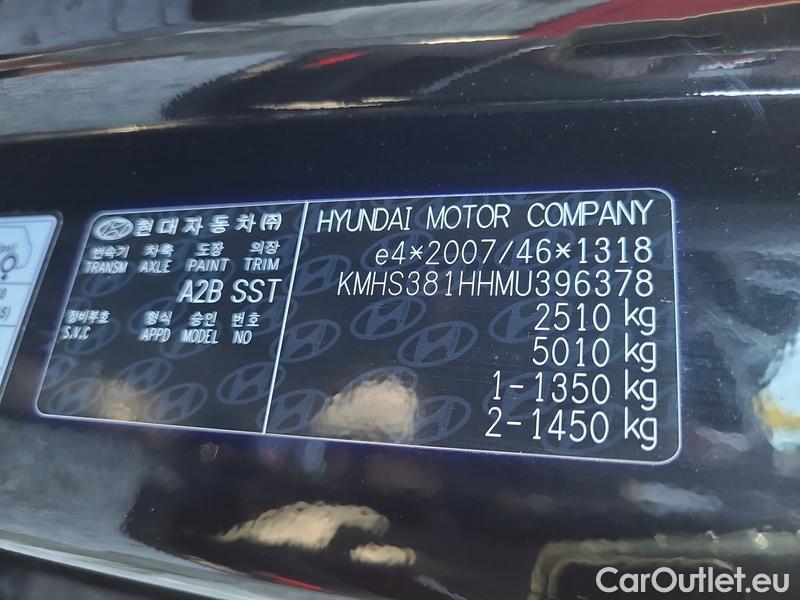 현대자동차(주)
변속기 차축 도장 의장
TRANSM AXLE PAINT TRIM
A2B SST
정비부호 형식 승인 번호
S.V.C APPD MODEL NO
HYUNDAI MOTOR COMPANY
e4*2007/46*1318
KMHS381HHMU396378
2510 kg
5010 kg
1-1350 kg
2-1450 kg
CarOutlet.eu